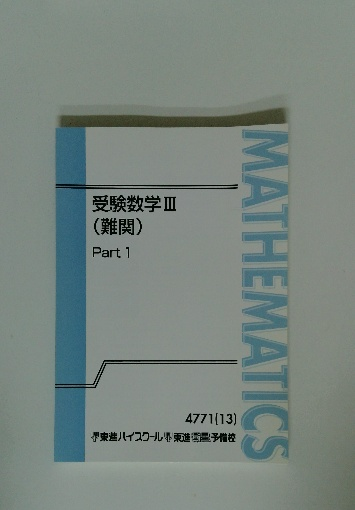 受験数学Ⅲ
(難関)
Part 1
MATHEMATICS
4771(13)
東進ハイスクール 東進衛星予備校